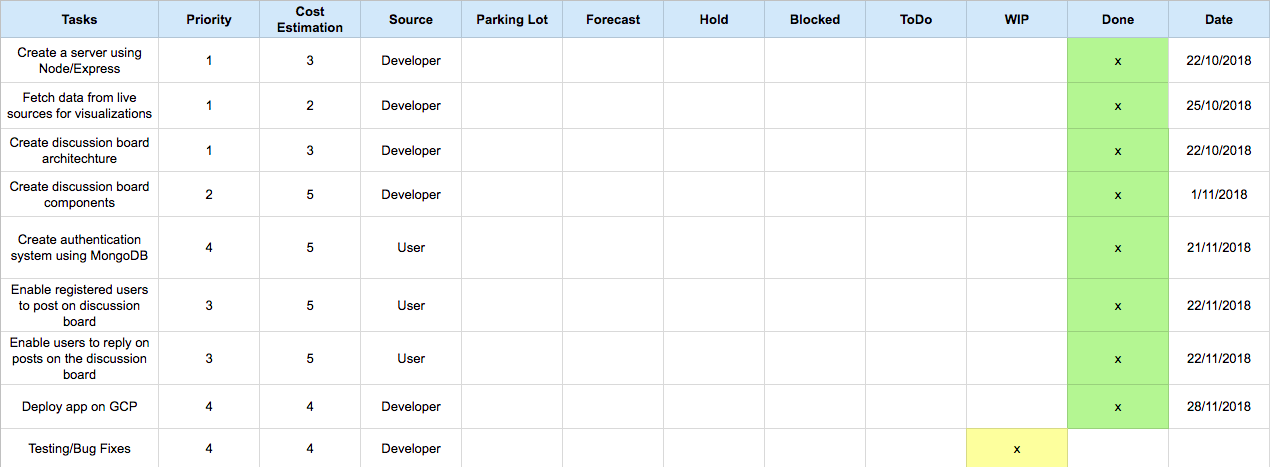 Tasks Priority Cost Estimation Source Parking Lot Forecast Hold Blocked ToDo WIP Done Date
Create a server using Node/Express 1 3 Developer x 22/10/2018
Fetch data from live sources for visualizations 1 2 Developer x 25/10/2018
Create discussion board architechture 1 3 Developer x 22/10/2018
Create discussion board components 2 5 Developer x 1/11/2018
Create authentication system using MongoDB 4 5 User x 21/11/2018
Enable registered users to post on discussion board 3 5 User x 22/11/2018
Enable users to reply on posts on the discussion board 3 5 User x 22/11/2018
Deploy app on GCP 4 4 Developer x 28/11/2018
Testing/Bug Fixes 4 4 Developer x